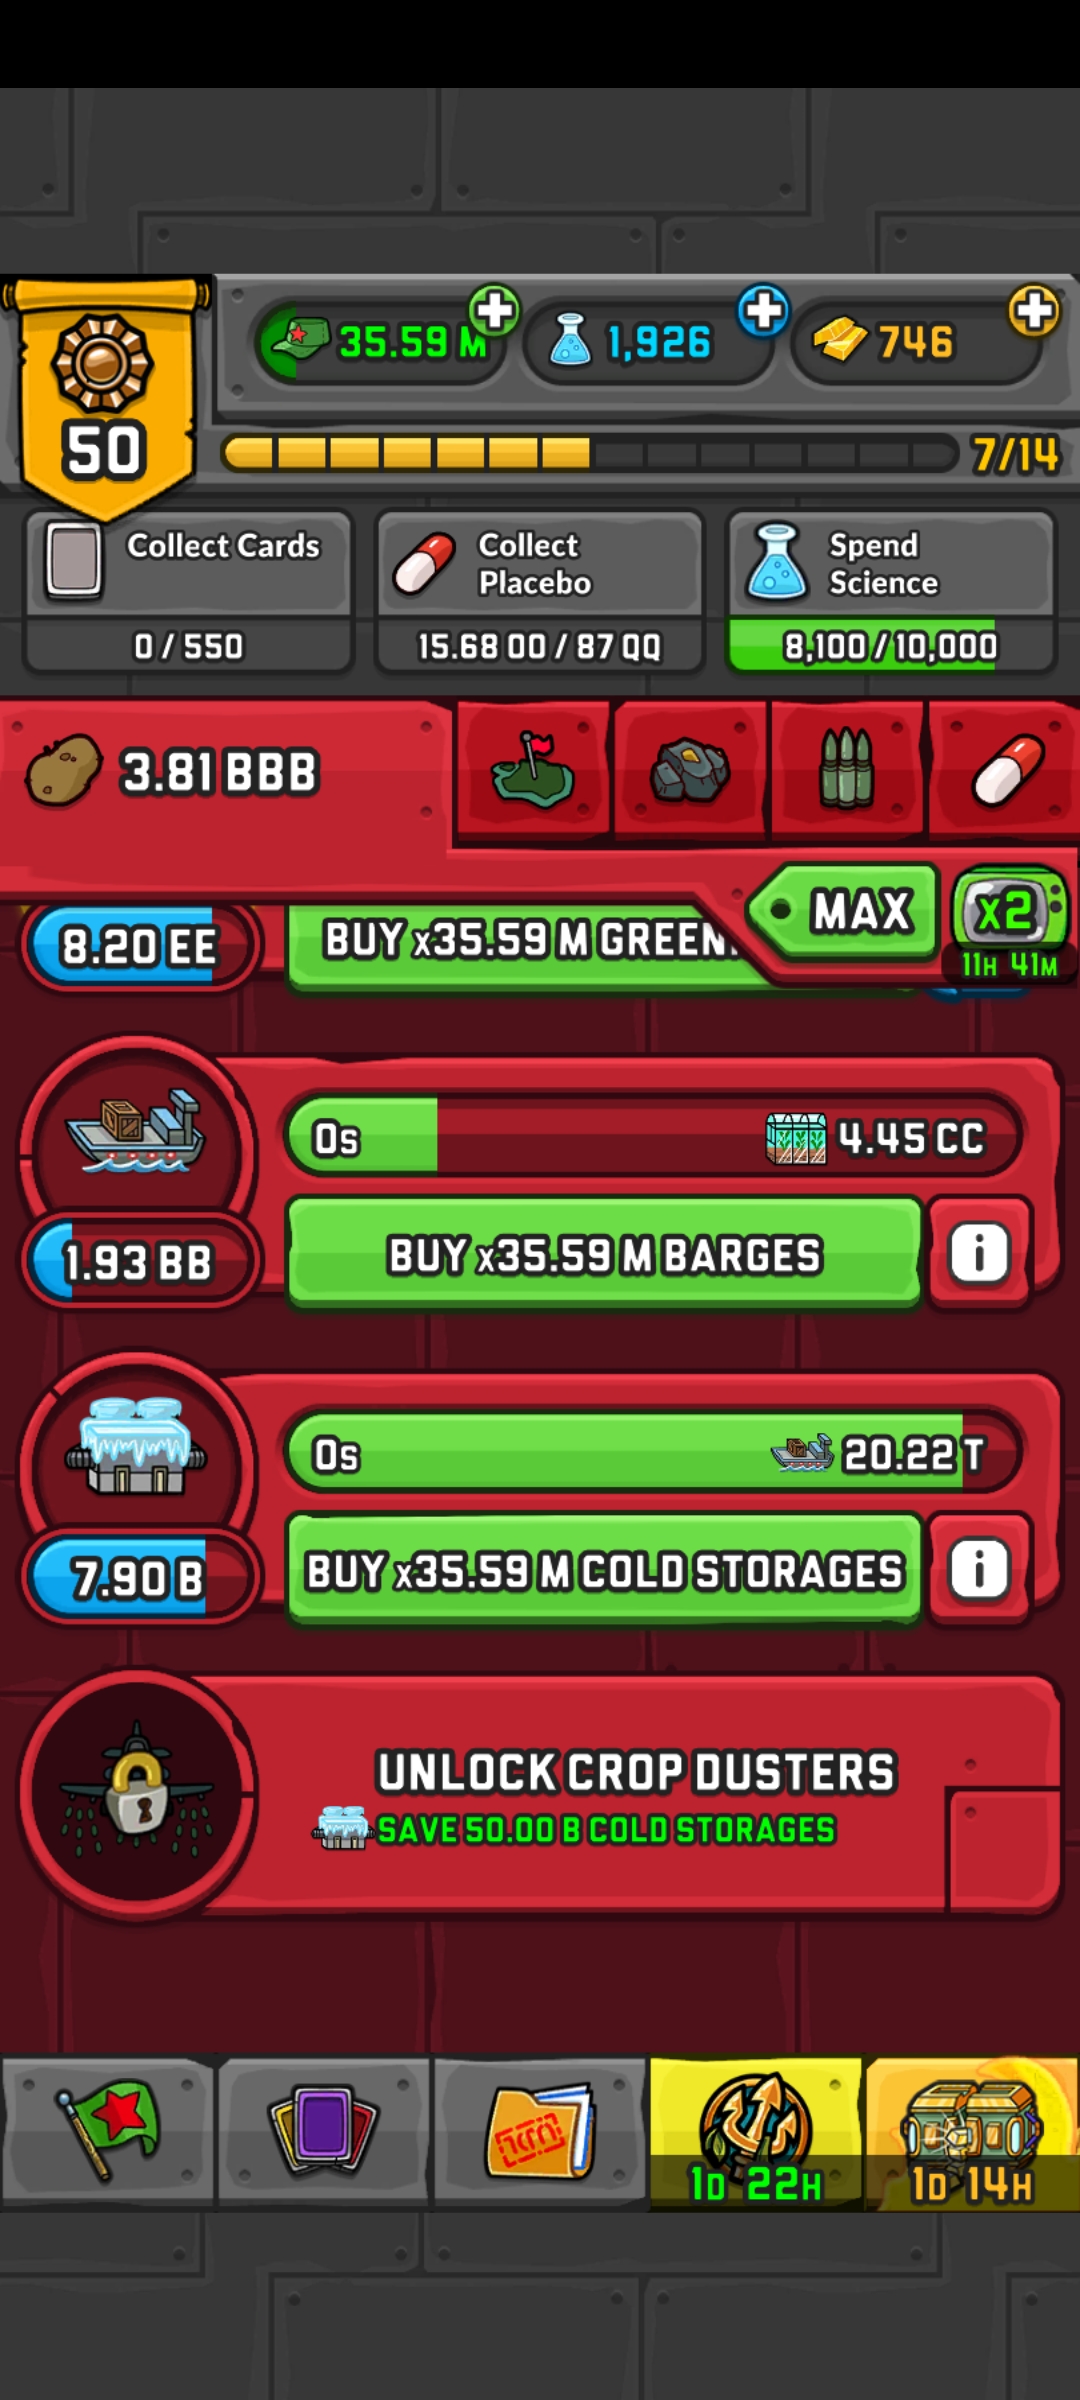 35.59 M
1,926
746
50
7/14
Collect Cards
0 / 550
Collect
Placebo
15.68 OO / 87 QQ
Spend
Science
8,100 / 10,000
3.81 BBB
MAX
x2
11H 41M
8.20 EE
BUY x35.59 M GREEN
0s
4.45 CC
1.93 BB
BUY x35.59 M BARGES
i
0s
20.22 T
7.90 B
BUY x35.59 M COLD STORAGES
i
UNLOCK CROP DUSTERS
SAVE 50.00 B COLD STORAGES
1D 22H
1D 14H